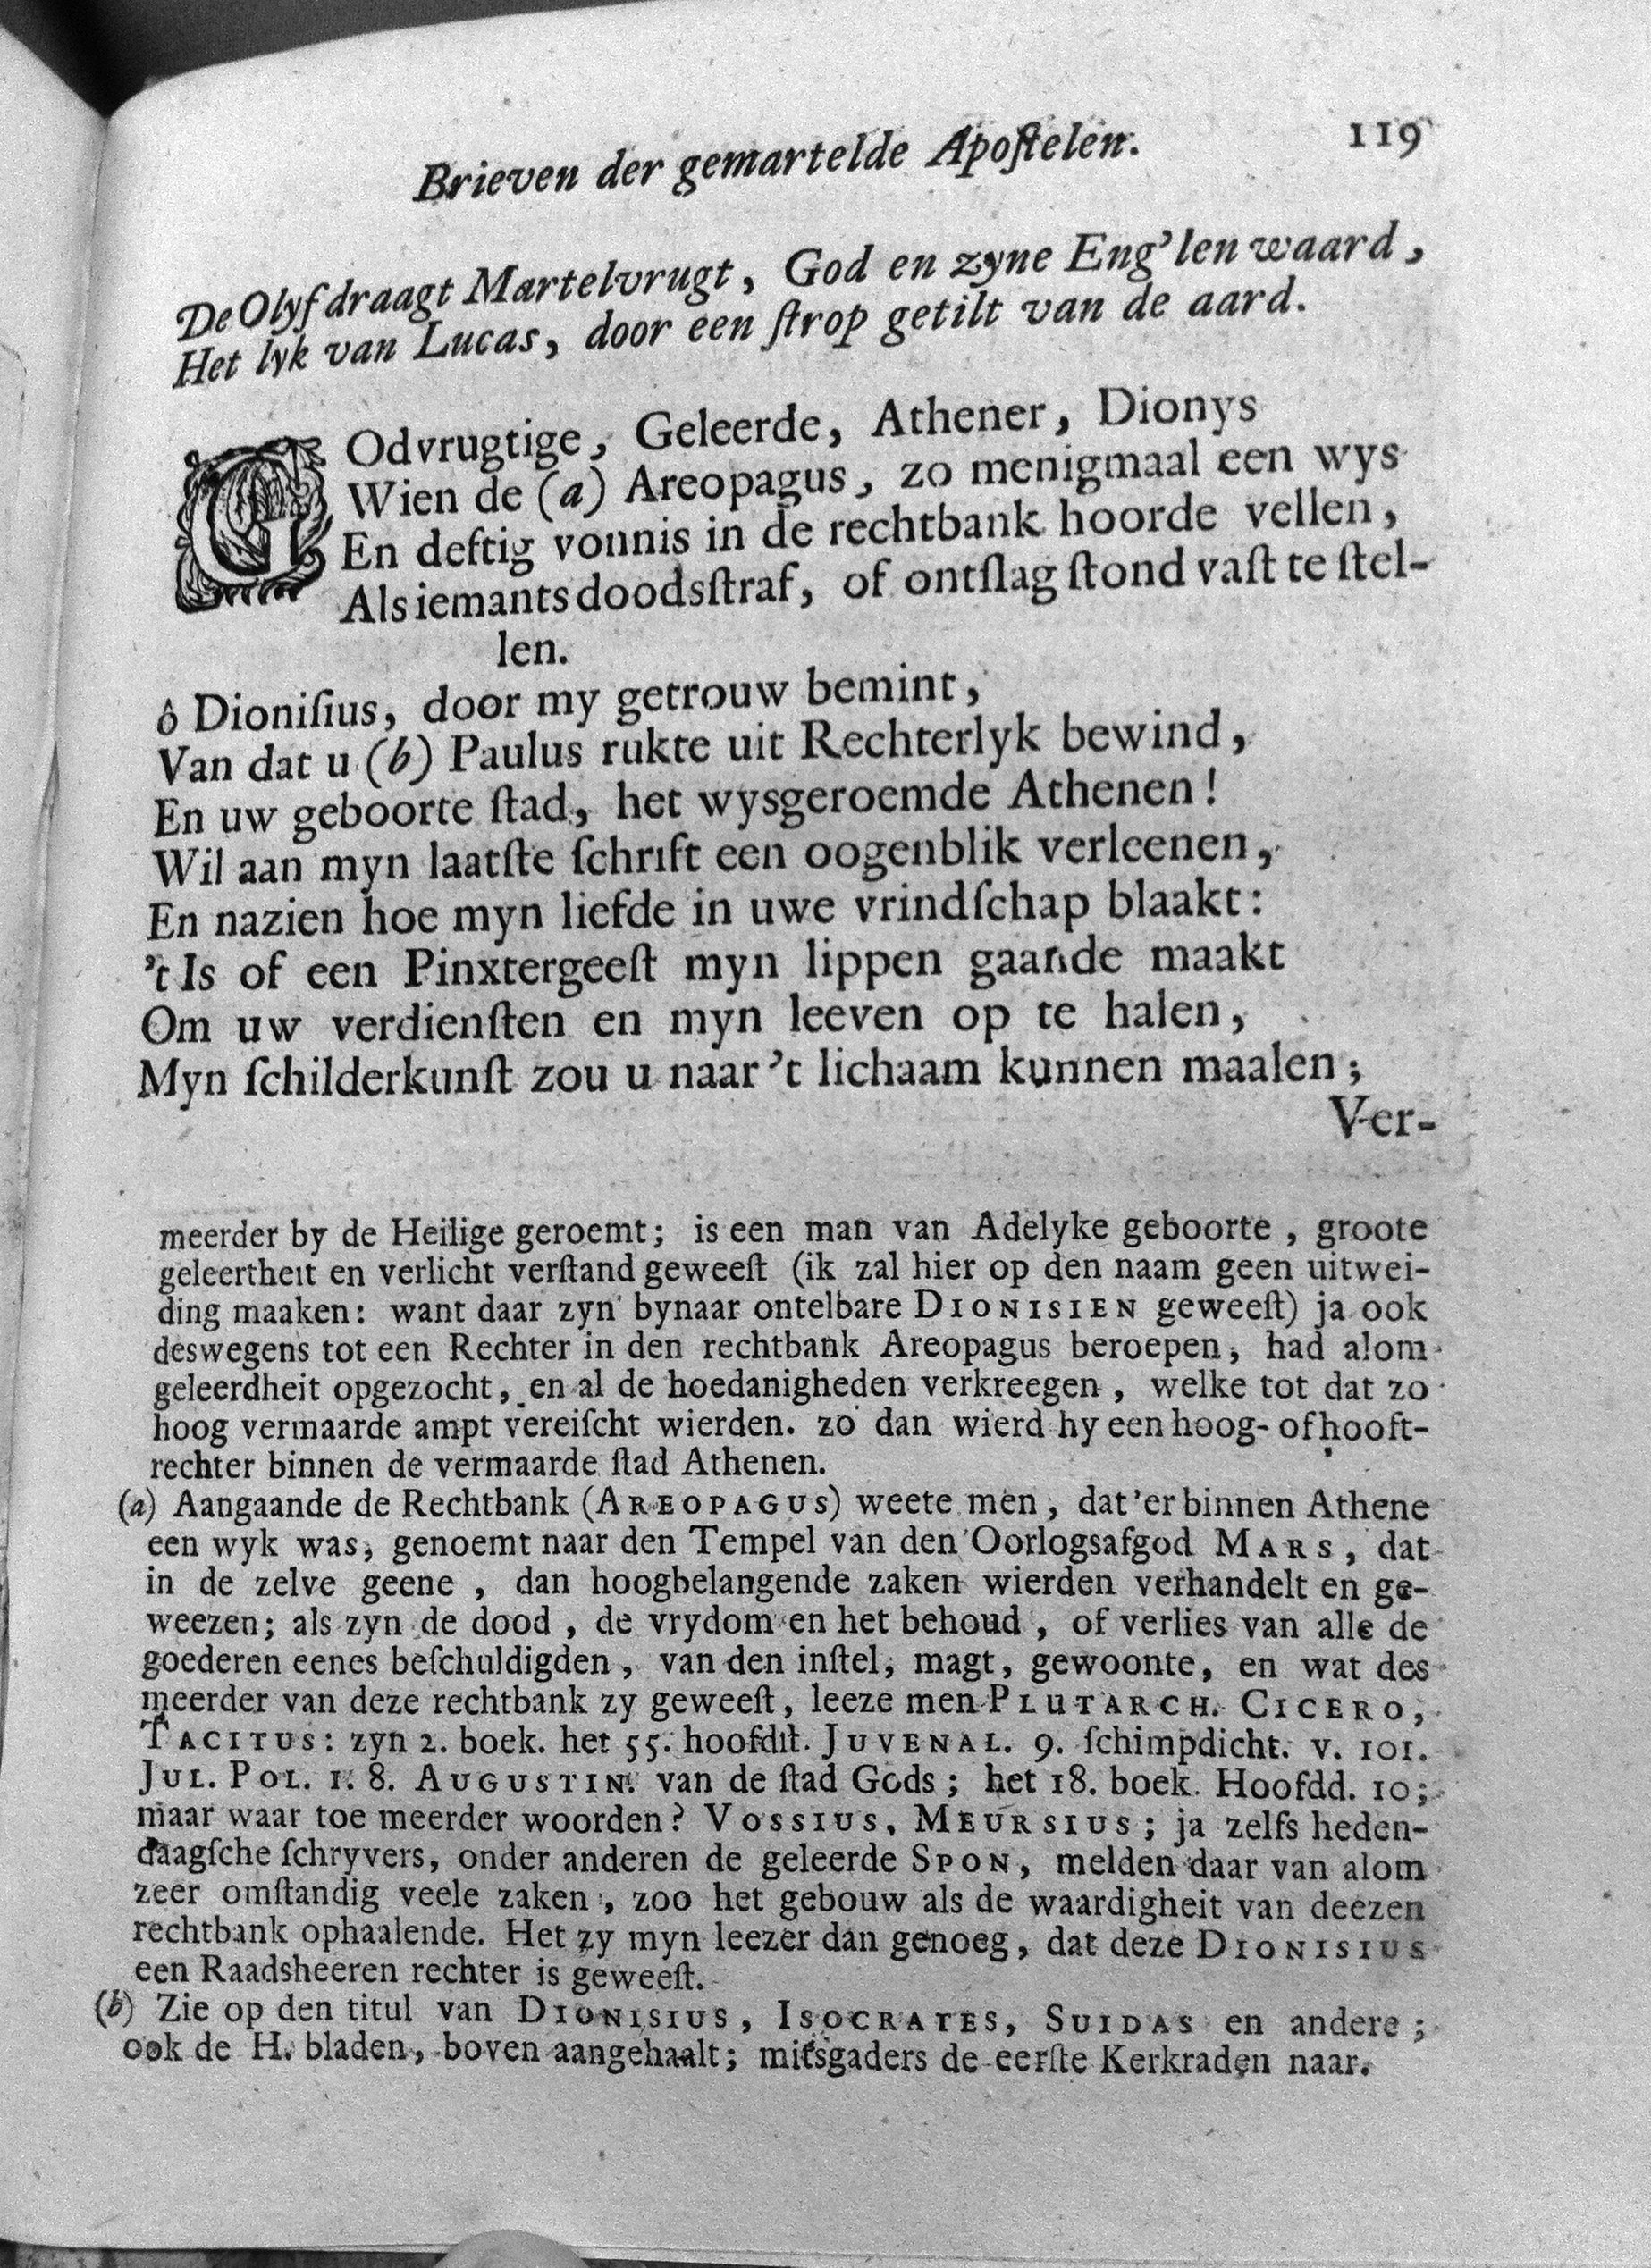 Brieven der gemartelde Apoſtelen. 119
De Olyf draagt Martelvrugt, God en zyne Eng'len waard,
Het lyk van Lucas, door een ſtrop getilt van de aard.
GOdvrugtige, Geleerde, Athener, Dionys
Wien de (a) Areopagus, zo menigmaal een wys
En deftig vonnis in de rechtbank hoorde vellen,
Als iemants doodsſtraf, of ontſlag ſtond vaſt te ſtel-
len.
ô Dioniſius, door my getrouw bemint,
Van dat u (b) Paulus rukte uit Rechterlyk bewind,
En uw geboorte ſtad, het wysgeroemde Athenen!
Wil aan myn laatſte ſchrift een oogenblik verleenen,
En nazien hoe myn liefde in uwe vrindſchap blaakt:
't Is of een Pinxtergeeſt myn lippen gaande maakt
Om uw verdienſten en myn leeven op te halen,
Myn ſchilderkunſt zou u naar 't lichaam kunnen maalen;
Ver-
meerder by de Heilige geroemt; is een man van Adelyke geboorte, groote
geleertheit en verlicht verſtand geweeſt (ik zal hier op den naam geen uitwei-
ding maaken: want daar zyn bynaar ontelbare DIONISIEN geweeſt) ja ook
deswegens tot een Rechter in den rechtbank Areopagus beroepen, had alom
geleerdheit opgezocht, en al de hoedanigheden verkreegen, welke tot dat zo
hoog vermaarde ampt vereiſcht wierden. zo dan wierd hy een hoog- of hooft-
rechter binnen de vermaarde ſtad Athenen.
(a) Aangaande de Rechtbank (AREOPAGUS) weete men, dat 'er binnen Athene
een wyk was, genoemt naar den Tempel van den Oorlogsafgod MARS, dat
in de zelve geene, dan hoogbelangende zaken wierden verhandelt en ge-
weezen; als zyn de dood, de vrydom en het behoud, of verlies van alle de
goederen eenes beſchuldigden, van den inſtel, magt, gewoonte, en wat des
meerder van deze rechtbank zy geweeſt, leeze men PLUTARCH. CICERO,
TACITUS: zyn 2. boek. het 55. hoofdſt. JUVENAL. 9. ſchimpdicht. v. 101.
JUL. POL. 1. 8. AUGUSTIN. van de ſtad Gods; het 18. boek. Hoofdd. 10;
maar waar toe meerder woorden? VOSSIUS, MEURSIUS; ja zelfs heden-
daagſche ſchryvers, onder anderen de geleerde SPON, melden daar van alom
zeer omſtandig veele zaken, zoo het gebouw als de waardigheit van deezen
rechtbank ophaalende. Het zy myn leezer dan genoeg, dat deze DIONISIUS
een Raadsheeren rechter is geweeſt.
(b) Zie op den titul van DIONISIUS, ISOCRATES, SUIDAS en andere;
ook de H. bladen, boven aangehaalt; mitsgaders de eerſte Kerkraden naar.